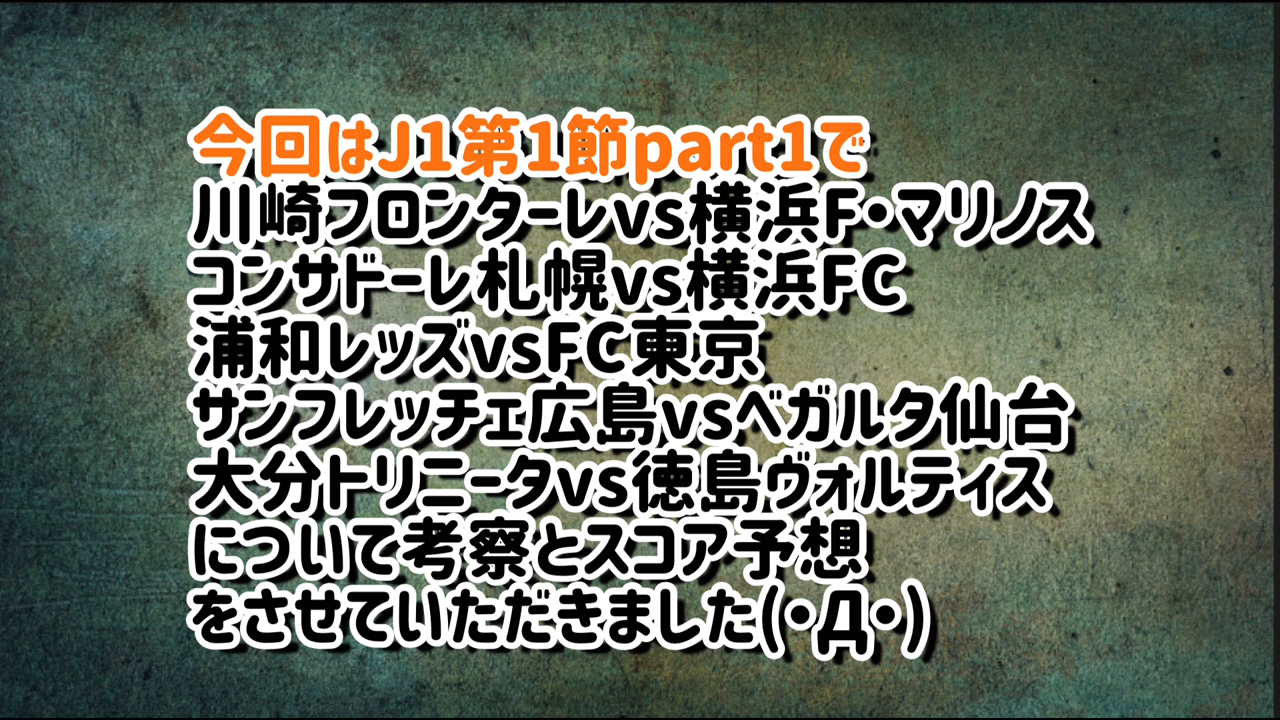 今回はJ1第1節part1で
川崎フロンターレvs横浜F・マリノス
コンサドーレ札幌vs横浜FC
浦和レッズvsFC東京
サンフレッチェ広島vsベガルタ仙台
大分トリニータvs徳島ヴォルティス
について考察とスコア予想
をさせていただきました(・Д・)